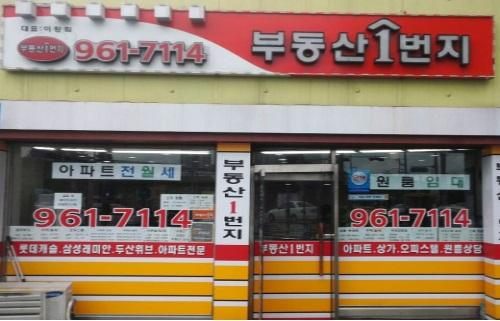 대표:이창희
부동산1번지 961-7114 부동산1번지
아파트전월세
961-7114
롯데캐슬.삼성래미안.두산위브.아파트전문
부동산1번지
부동산1번지
원룸임대
961-7114
아파트.상가.오피스텔.원룸상담